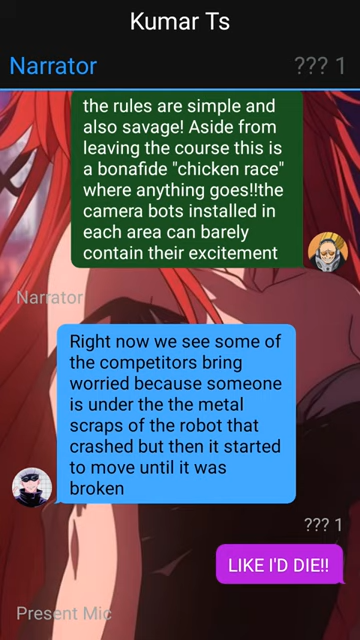 Kumar Ts
Narrator
??? 1
the rules are simple and
also savage! Aside from
leaving the course this is
a bonafide "chicken race"
where anything goes!!the
camera bots installed in
each area can barely
contain their excitement
Narrator
Right now we see some of
the competitors bring
worried because someone
is under the the metal
scraps of the robot that
crashed but then it started
to move until it was
broken
??? 1
LIKE I'D DIE!!
Present Mic